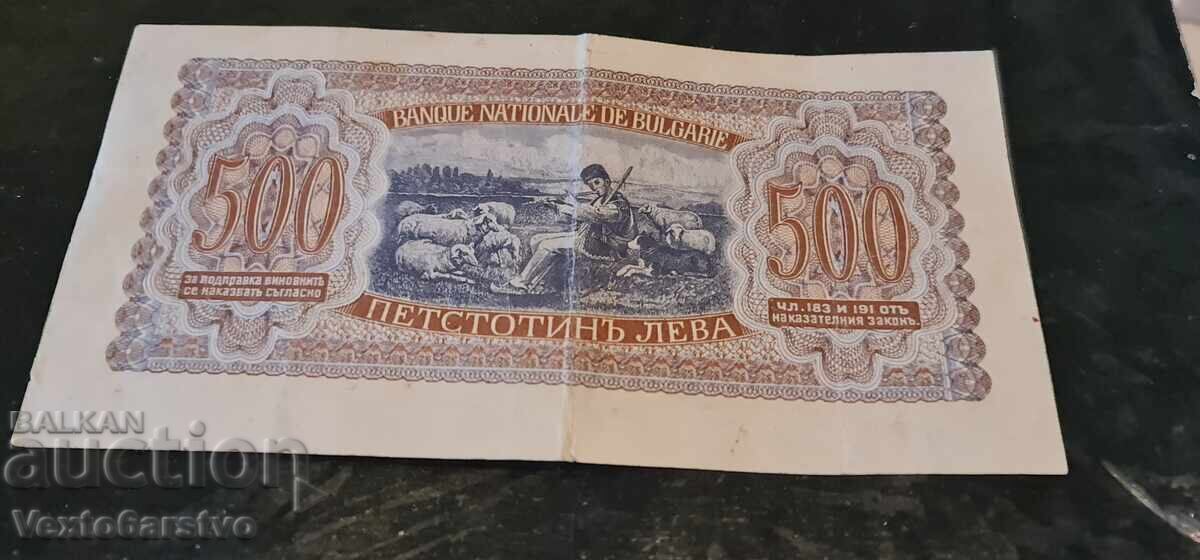 BANQUE NATIONALE DE BULGARIE
500
500
ЗА ПОДПРАВКА ВИНОВНИТѢ
СЕ НАКАЗВАТЪ СЪГЛАСНО
ЧЛ. 183 И 191 ОТЪ
НАКАЗАТЕЛНИЯ ЗАКОНЪ.
ПЕТСТОТИНЪ ЛЕВА
BALKAN
auction
Vexto6arstvo